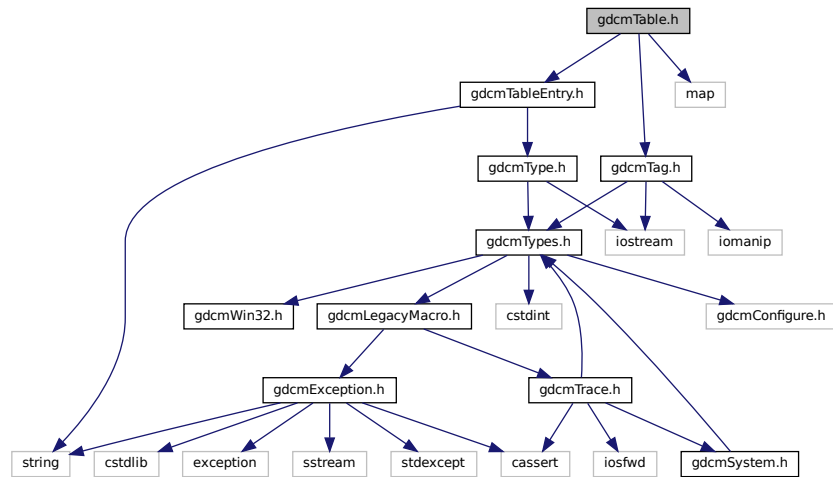 gdcmTable.h
gdcmTableEntry.h
map
gdcmType.h
gdcmTag.h
gdcmTypes.h
iostream
iomanip
gdcmWin32.h
gdcmLegacyMacro.h
cstdint
gdcmConfigure.h
gdcmException.h
gdcmTrace.h
string
cstdlib
exception
sstream
stdexcept
cassert
iosfwd
gdcmSystem.h